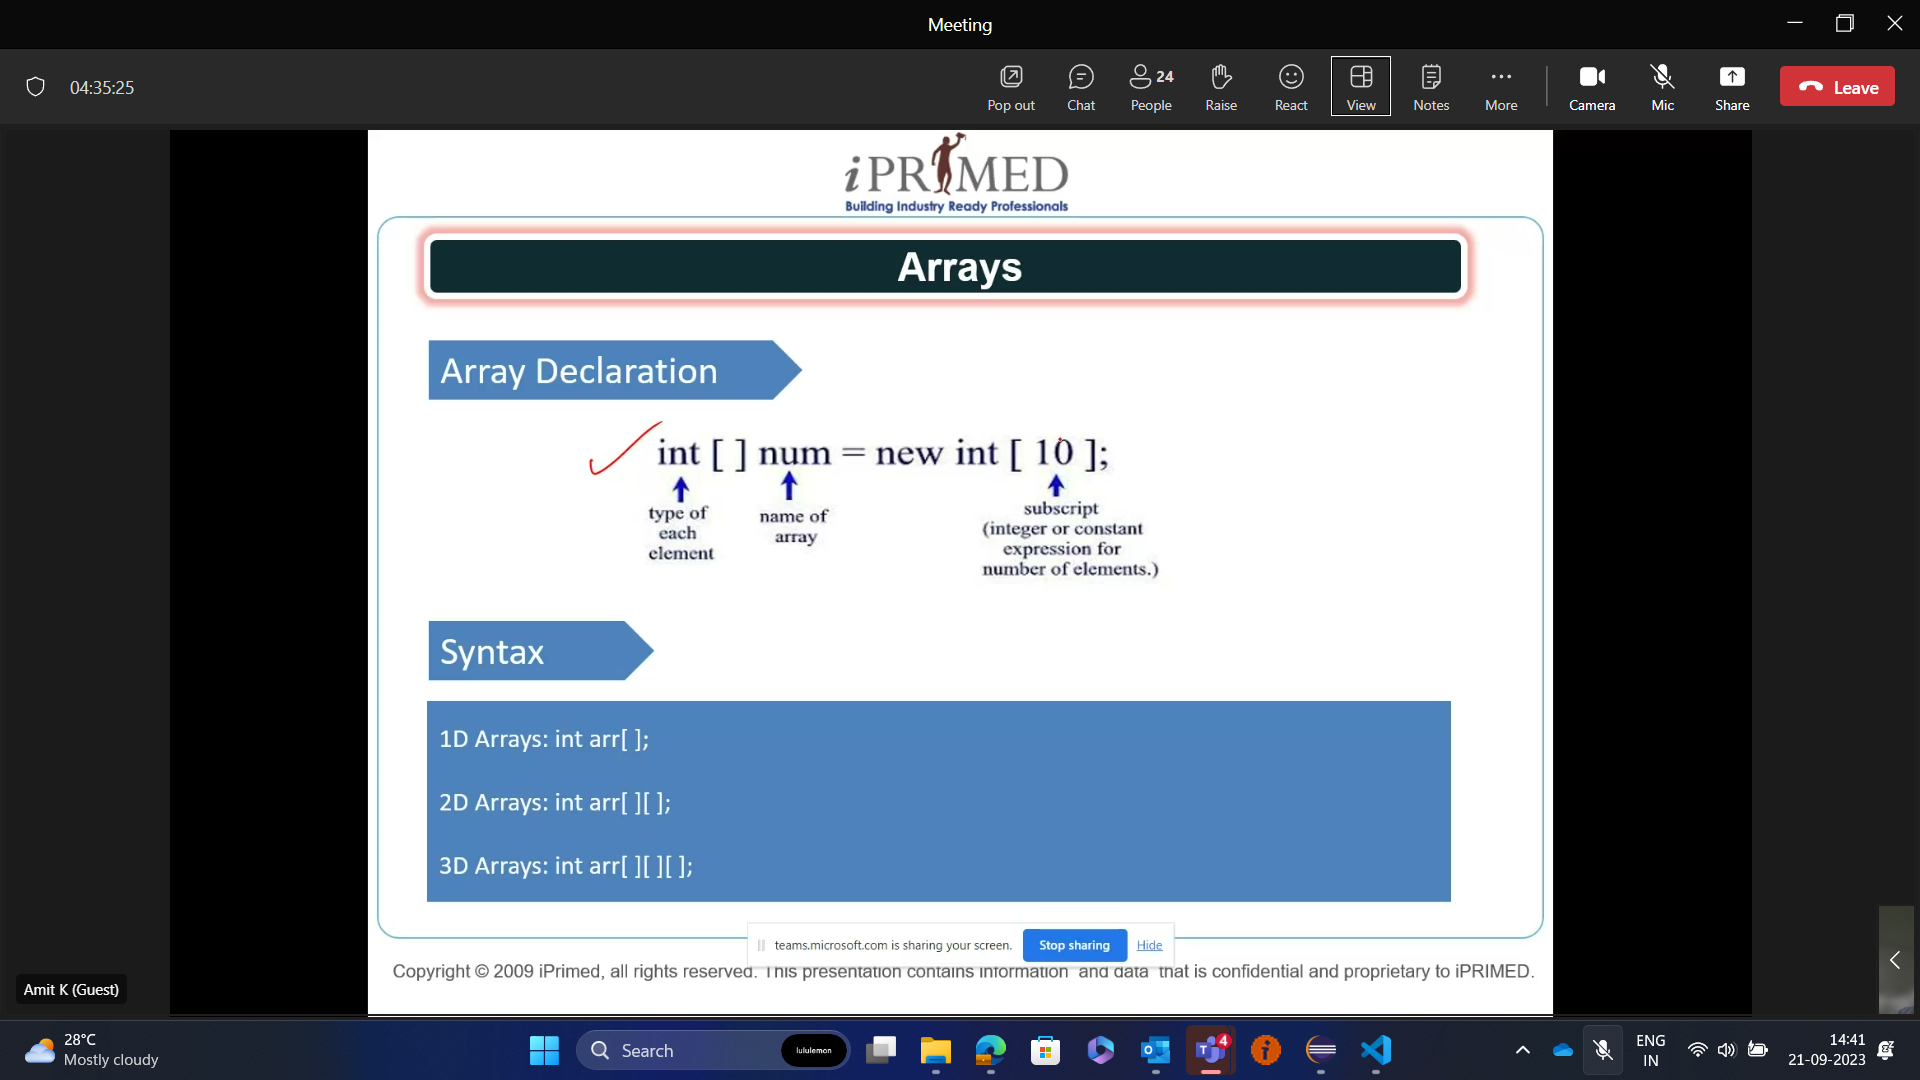 Meeting
04:35:25
Pop out
Chat
24
People
Raise
React
View
Notes
More
Camera
Mic
Share
Leave
iPRIMED
Building Industry Ready Professionals
Arrays
Array Declaration
int [ ] num = new int [ 10 ];
type of
each
element
name of
array
subscript
(integer or constant
expression for
number of elements.)
Syntax
1D Arrays: int arr[ ];
2D Arrays: int arr[ ][ ];
3D Arrays: int arr[ ][ ][ ];
teams.microsoft.com is sharing your screen.
Stop sharing
Hide
Copyright © 2009 iPrimed, all rights reserved. This presentation contains information and data that is confidential and proprietary to iPRIMED.
Amit K (Guest)
28°C
Mostly cloudy
Search
lululemon
4
ENG
IN
14:41
21-09-2023